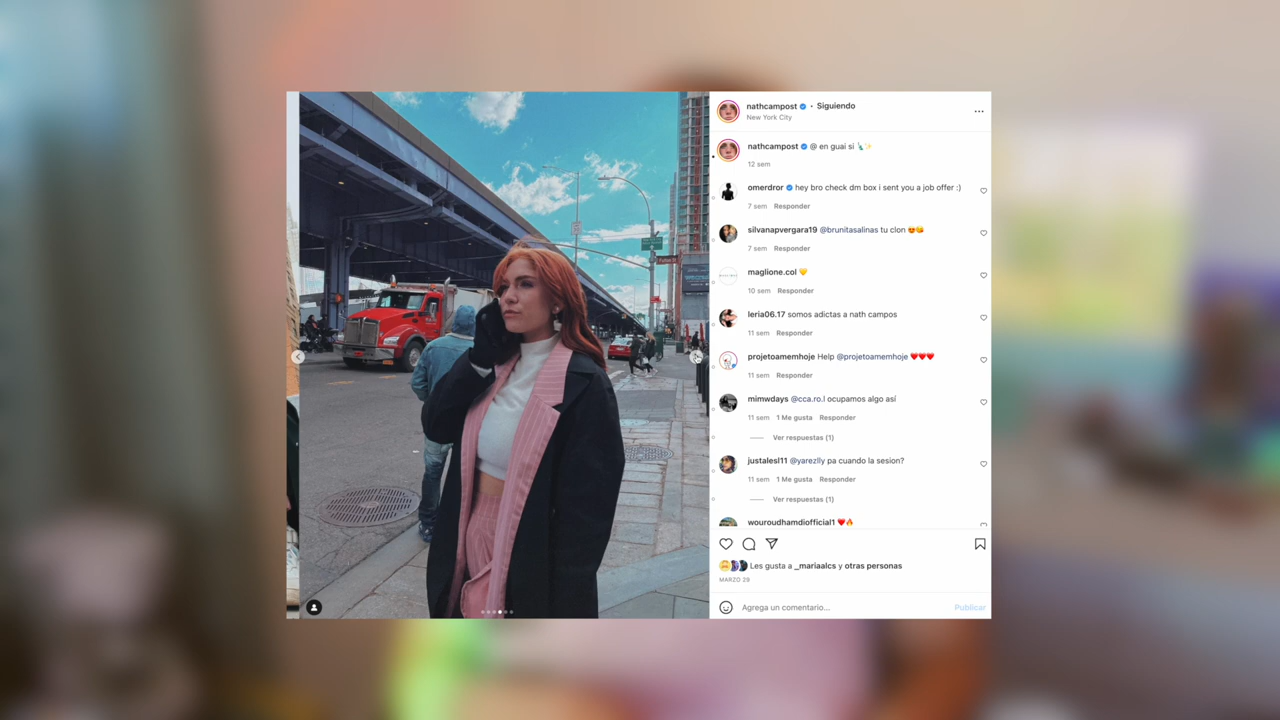 nathcampost • Siguiendo
New York City
nathcampost @ en guai si 🗽✨
12 sem
omerdror hey bro check dm box i sent you a job offer :)
7 sem Responder
silvanapvergara19 @brunitasalinas tu clon 😍😘
7 sem Responder
maglione.col 💛
10 sem Responder
leria06.17 somos adictas a nath campos
11 sem Responder
projetoamemhoje Help @projetoamemhoje ❤️❤️❤️
11 sem Responder
mimwdays @cca.ro.l ocupamos algo así
11 sem 1 Me gusta Responder
Ver respuestas (1)
justalesl11 @yarezlly pa cuando la sesion?
11 sem 1 Me gusta Responder
Ver respuestas (1)
wouroudhamdiofficial1 ❤️🔥
Les gusta a _mariaalcs y otras personas
MARZO 29
Agrega un comentario...
Publicar